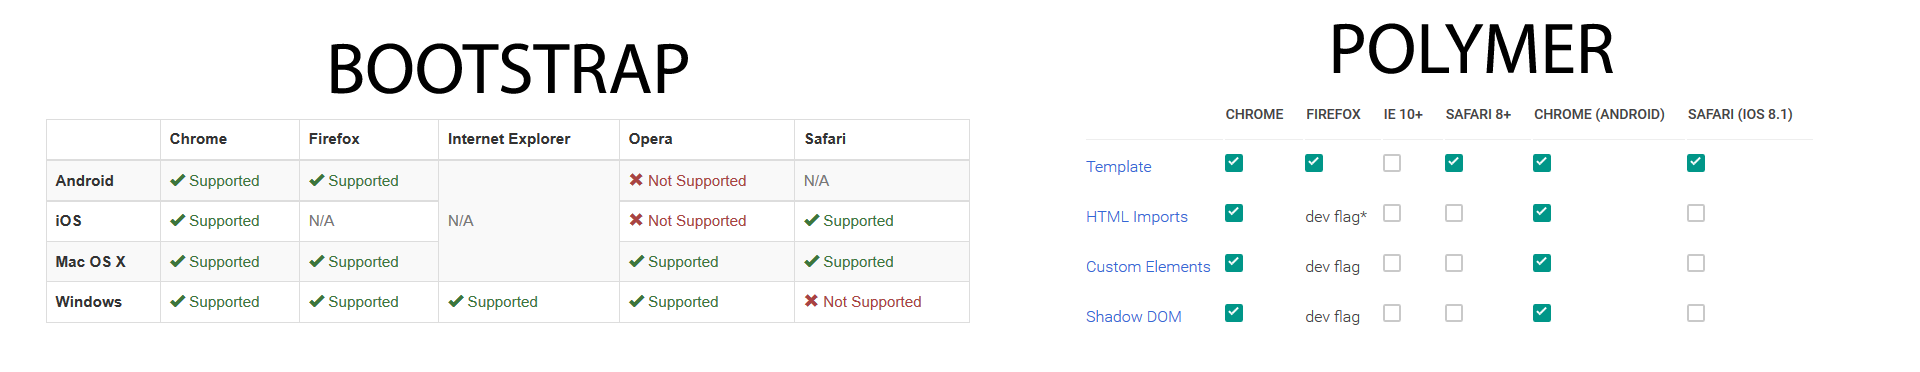 BOOTSTRAP
Chrome Firefox Internet Explorer Opera Safari
Android Supported Supported Not Supported N/A
iOS Supported N/A N/A Not Supported Supported
Mac OS X Supported Supported Supported Supported
Windows Supported Supported Supported Supported Not Supported
POLYMER
CHROME FIREFOX IE 10+ SAFARI 8+ CHROME (ANDROID) SAFARI (IOS 8.1)
Template
HTML Imports dev flag*
Custom Elements dev flag
Shadow DOM dev flag